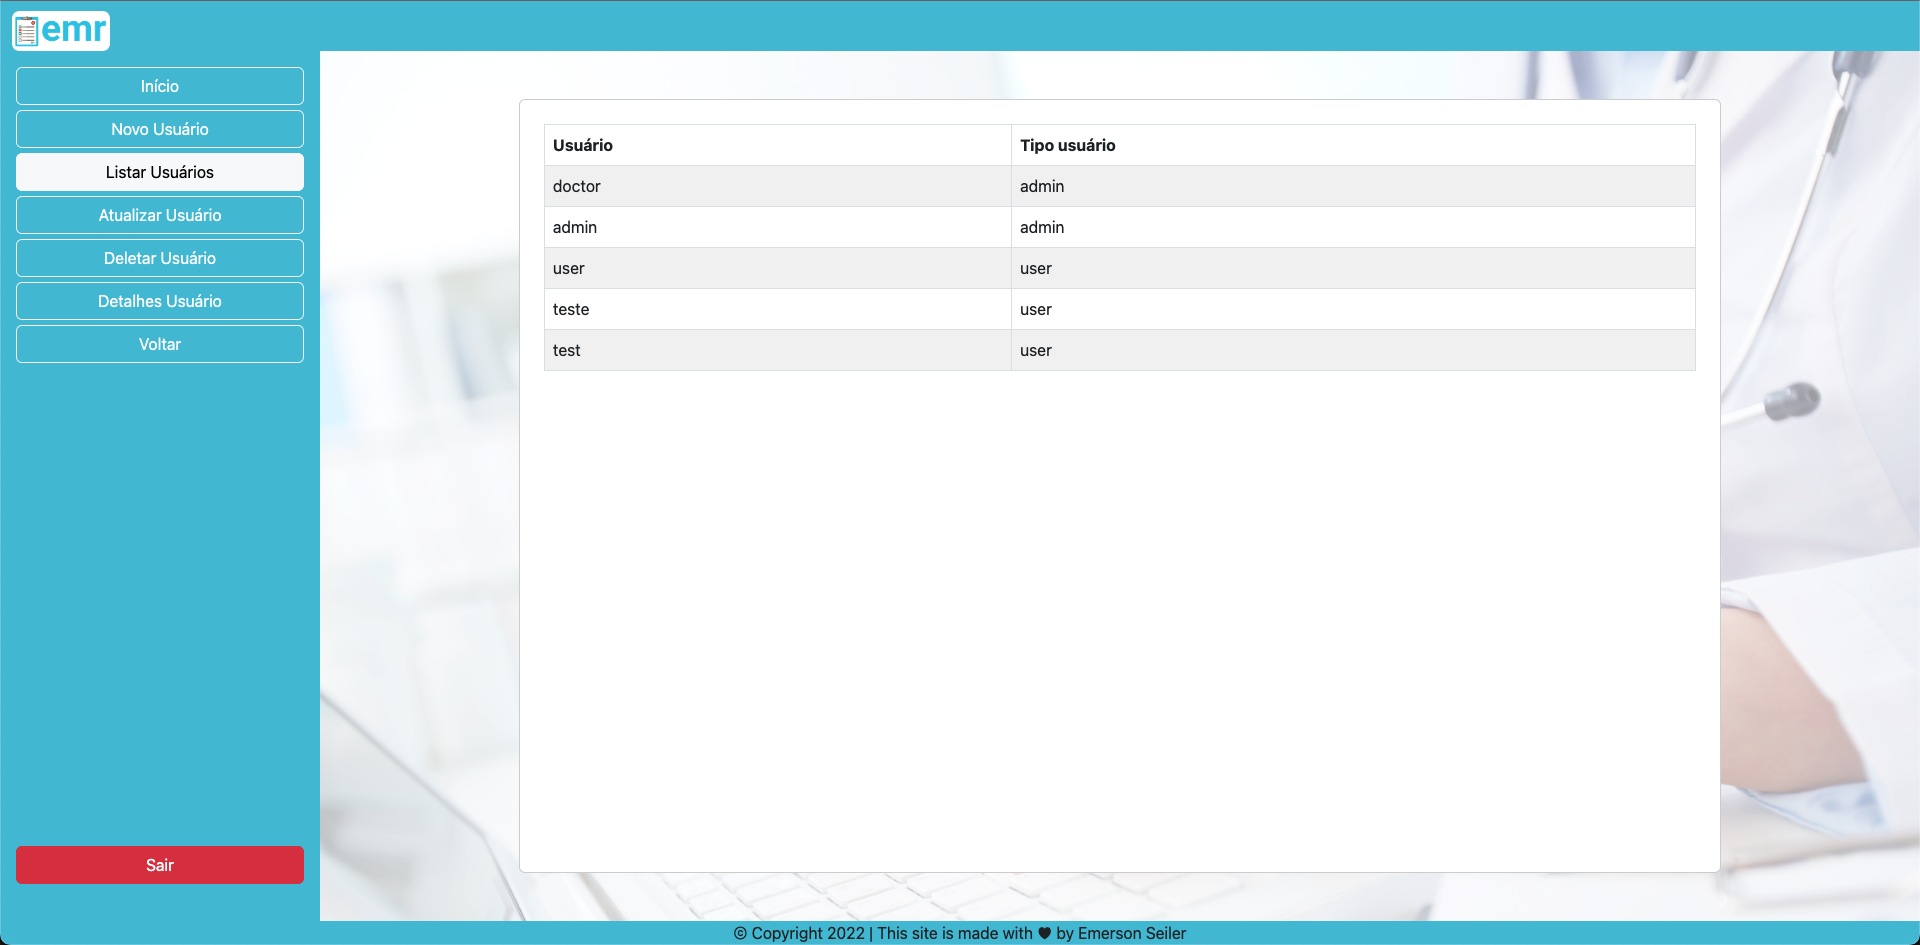 emr
Início
Novo Usuário
Listar Usuários
Atualizar Usuário
Deletar Usuário
Detalhes Usuário
Voltar
Sair
Usuário Tipo usuário
doctor admin
admin admin
user user
teste user
test user
© Copyright 2022 | This site is made with ♥ by Emerson Seiler